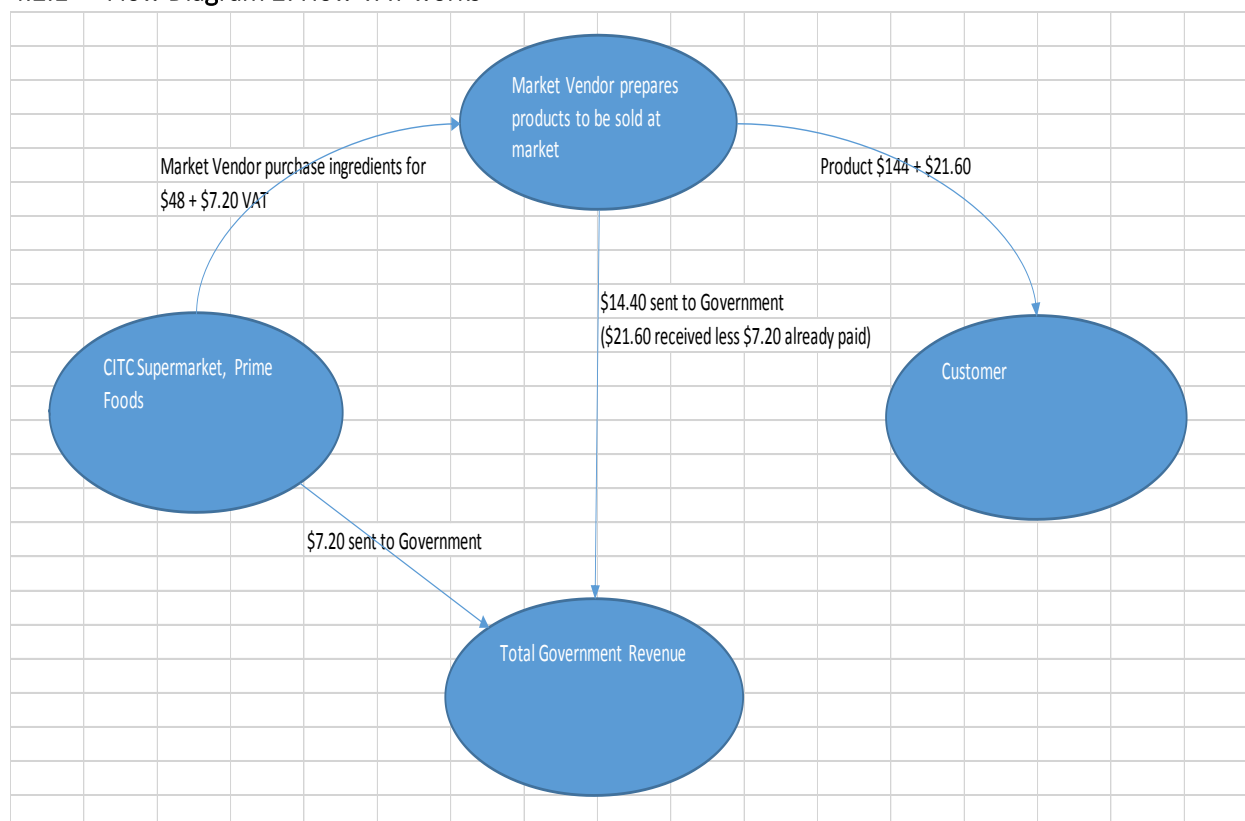 Market Vendor prepares
products to be sold at
market
Market Vendor purchase ingredients for
$48 + $7.20 VAT
Product $144 + $21.60
$14.40 sent to Government
($21.60 received less $7.20 already paid)
CITC Supermarket, Prime
Foods
Customer
$7.20 sent to Government
Total Government Revenue